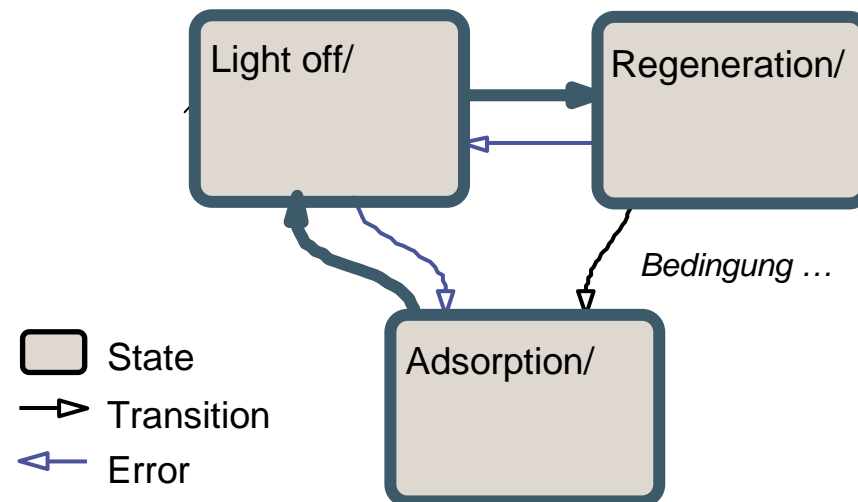 Light off/
Regeneration/
Bedingung …
Adsorption/
State
Transition
Error